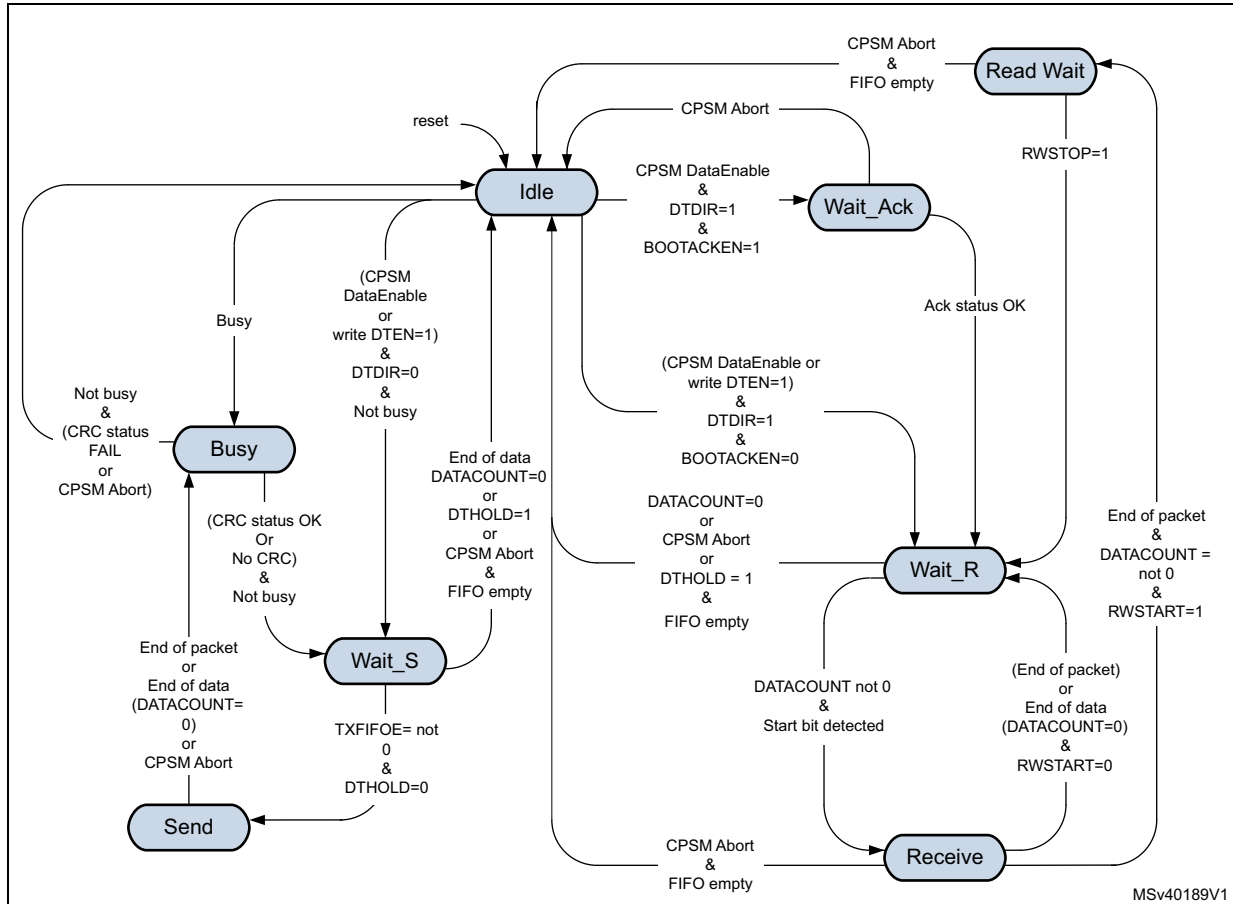 CPSM Abort
&
FIFO empty
Read Wait
CPSM Abort
reset
RWSTOP=1
Idle
CPSM DataEnable
&
DTDIR=1
&
BOOTACKEN=1
Wait_Ack
(CPSM
DataEnable
or
write DTEN=1)
&
DTDIR=0
&
Not busy
Busy
Ack status OK
(CPSM DataEnable or
write DTEN=1)
&
DTDIR=1
&
BOOTACKEN=0
Not busy
&
(CRC status
FAIL
or
CPSM Abort)
Busy
End of data
DATACOUNT=0
or
DTHOLD=1
or
CPSM Abort
&
FIFO empty
DATACOUNT=0
or
CPSM Abort
or
DTHOLD = 1
&
FIFO empty
Wait_R
End of packet
&
DATACOUNT =
not 0
&
RWSTART=1
(CRC status OK
Or
No CRC)
&
Not busy
Wait_S
End of packet
or
End of data
(DATACOUNT=
0)
or
CPSM Abort
TXFIFOE= not
0
&
DTHOLD=0
DATACOUNT not 0
&
Start bit detected
(End of packet)
or
End of data
(DATACOUNT=0)
&
RWSTART=0
Send
CPSM Abort
&
FIFO empty
Receive
MSv40189V1